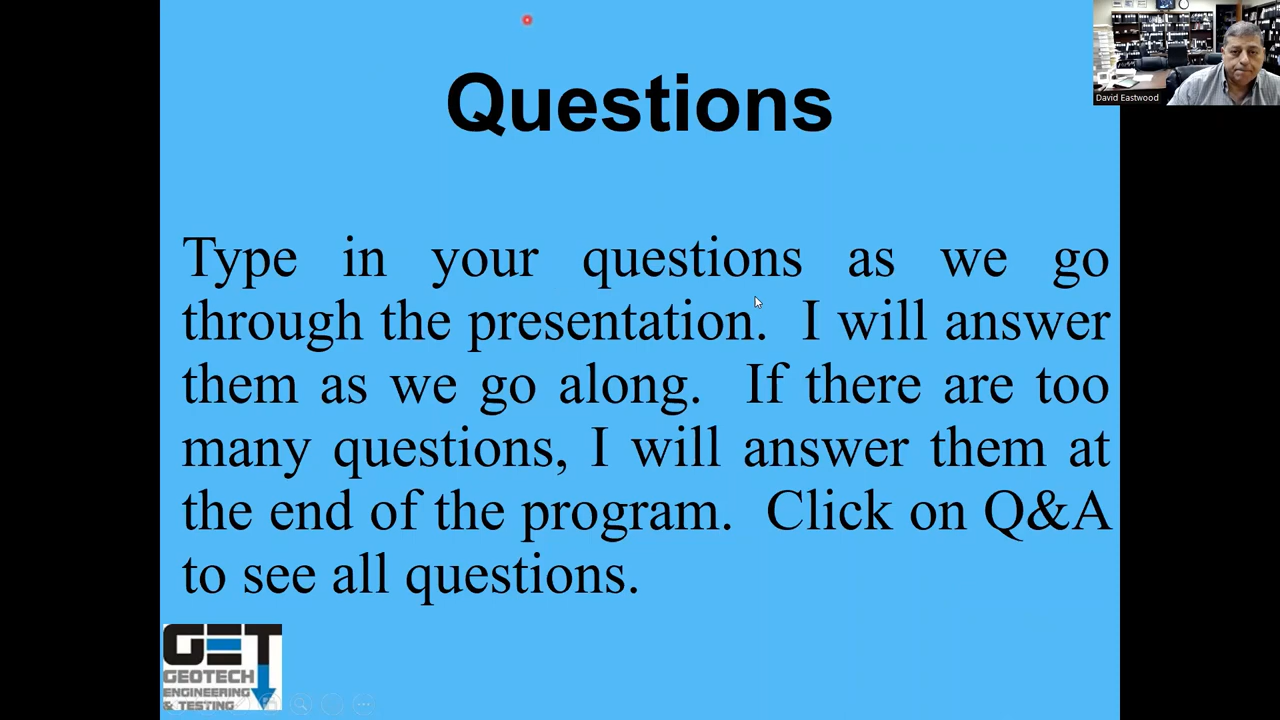 Questions
David Eastwood
Type in your questions as we go
through the presentation. I will answer
them as we go along. If there are too
many questions, I will answer them at
the end of the program. Click on Q&A
to see all questions.
GET
GEOTECH
ENGINEERING
& TESTING